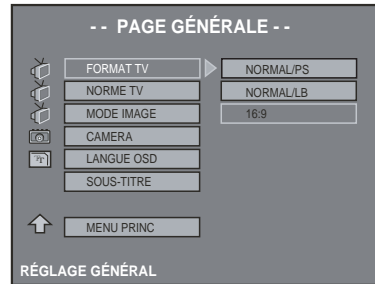 - - PAGE GÉNÉRALE - -
FORMAT TV
NORMAL/PS
NORME TV
NORMAL/LB
MODE IMAGE
16:9
CAMERA
LANGUE OSD
SOUS-TITRE
MENU PRINC
RÉGLAGE GÉNÉRAL